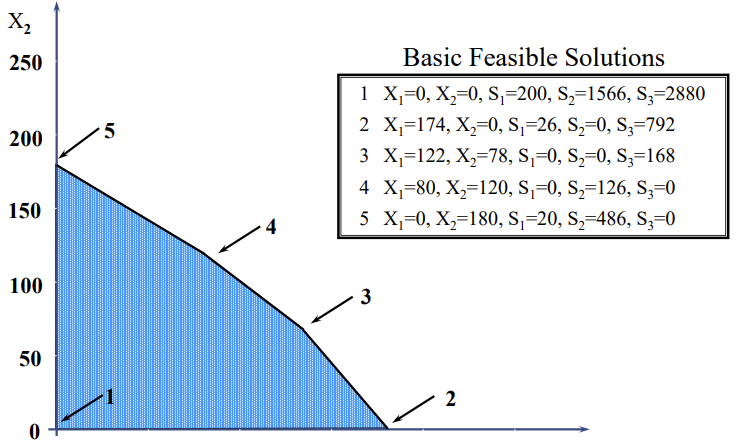 X₂
250
200
150
100
50
0
5
4
3
2
1
Basic Feasible Solutions
1 X₁=0, X₂=0, S₁=200, S₂=1566, S₃=2880
2 X₁=174, X₂=0, S₁=26, S₂=0, S₃=792
3 X₁=122, X₂=78, S₁=0, S₂=0, S₃=168
4 X₁=80, X₂=120, S₁=0, S₂=126, S₃=0
5 X₁=0, X₂=180, S₁=20, S₂=486, S₃=0